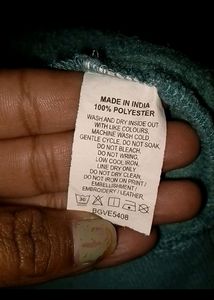 MADE IN INDIA
100% POLYESTER
WASH AND DRY INSIDE OUT
WITH LIKE COLOURS.
MACHINE WASH COLD
GENTLE CYCLE. DO NOT SOAK.
DO NOT BLEACH.
DO NOT WRING.
LOW COOL IRON.
LINE DRY ONLY
DO NOT DRY CLEAN.
DO NOT IRON ON PRINT /
EMBROIDERY / LEATHER.
30
BGVE5408